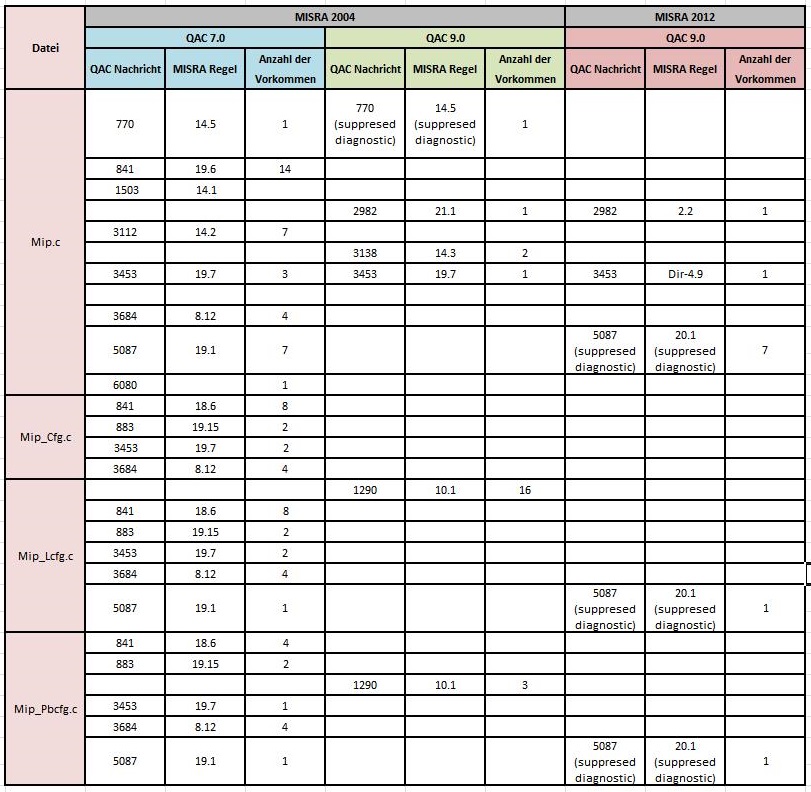 Datei
MISRA 2004 MISRA 2012
QAC 7.0 QAC 9.0 QAC 9.0
QAC Nachricht MISRA Regel Anzahl der Vorkommen QAC Nachricht MISRA Regel Anzahl der Vorkommen QAC Nachricht MISRA Regel Anzahl der Vorkommen
Mip.c
770 14.5 1 770 (suppresed diagnostic) 14.5 (suppresed diagnostic) 1
841 19.6 14
1503 14.1
2982 21.1 1 2982 2.2 1
3112 14.2 7
3138 14.3 2
3453 19.7 3 3453 19.7 1 3453 Dir-4.9 1
3684 8.12 4
5087 19.1 7 5087 (suppresed diagnostic) 20.1 (suppresed diagnostic) 7
6080 1
Mip_Cfg.c
841 18.6 8
883 19.15 2
3453 19.7 2
3684 8.12 4
Mip_Lcfg.c
1290 10.1 16
841 18.6 8
883 19.15 2
3453 19.7 2
3684 8.12 4
5087 19.1 1 5087 (suppresed diagnostic) 20.1 (suppresed diagnostic) 1
Mip_Pbcfg.c
841 18.6 4
883 19.15 2
1290 10.1 3
3453 19.7 1
3684 8.12 4
5087 19.1 1 5087 (suppresed diagnostic) 20.1 (suppresed diagnostic) 1